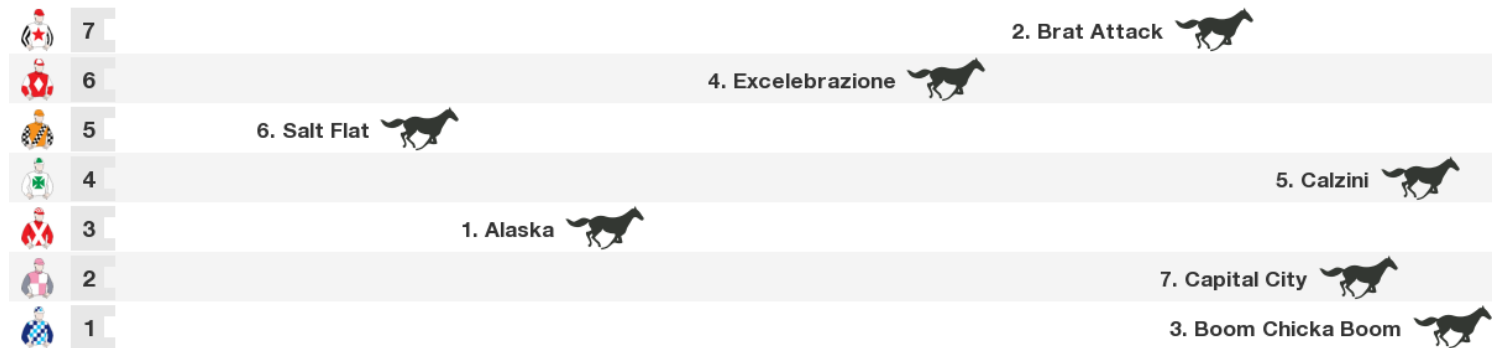 7 2. Brat Attack
6 4. Excelebrazione
5 6. Salt Flat
4 5. Calzini
3 1. Alaska
2 7. Capital City
1 3. Boom Chicka Boom